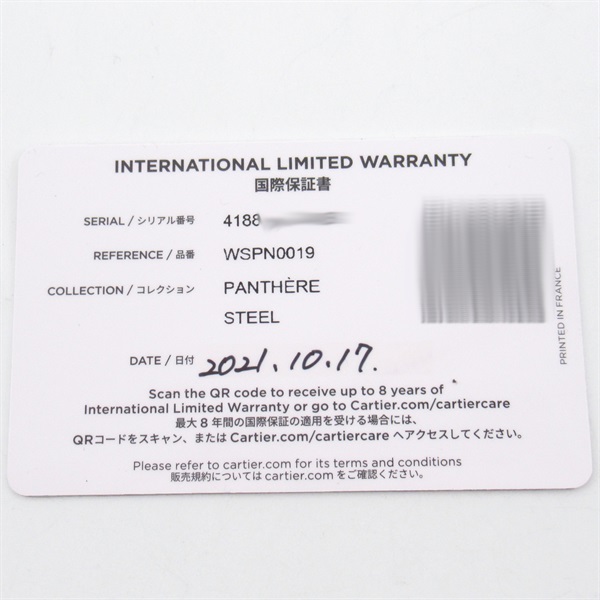 INTERNATIONAL LIMITED WARRANTY
国際保証書
SERIAL / シリアル番号 4188
REFERENCE / 品番 WSPN0019
COLLECTION / コレクション PANTHÈRE
STEEL
DATE / 日付 2021.10.17.
Scan the QR code to receive up to 8 years of
International Limited Warranty or go to Cartier.com/cartiercare
最大 8 年間の国際保証の適用を受ける場合には、
QRコードをスキャン、または Cartier.com/cartiercare へアクセスしてください。
Please refer to cartier.com for its terms and conditions
販売規約については cartier.com をご確認ください。
PRINTED IN FRANCE